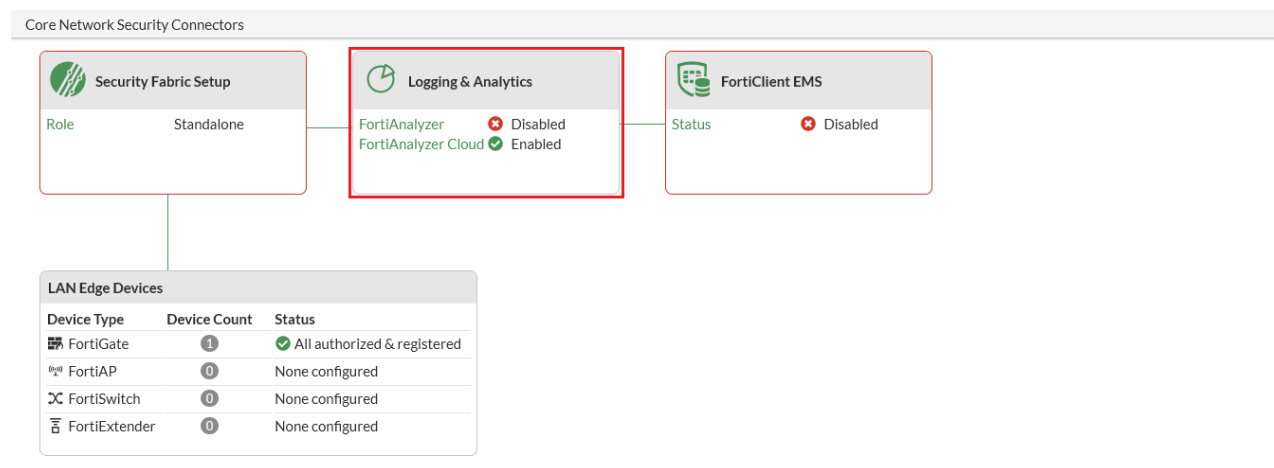 Core Network Security Connectors
Security Fabric Setup
Role Standalone
Logging & Analytics
FortiAnalyzer Disabled
FortiAnalyzer Cloud Enabled
FortiClient EMS
Status Disabled
LAN Edge Devices
Device Type Device Count Status
FortiGate 1 All authorized & registered
FortiAP 0 None configured
FortiSwitch 0 None configured
FortiExtender 0 None configured